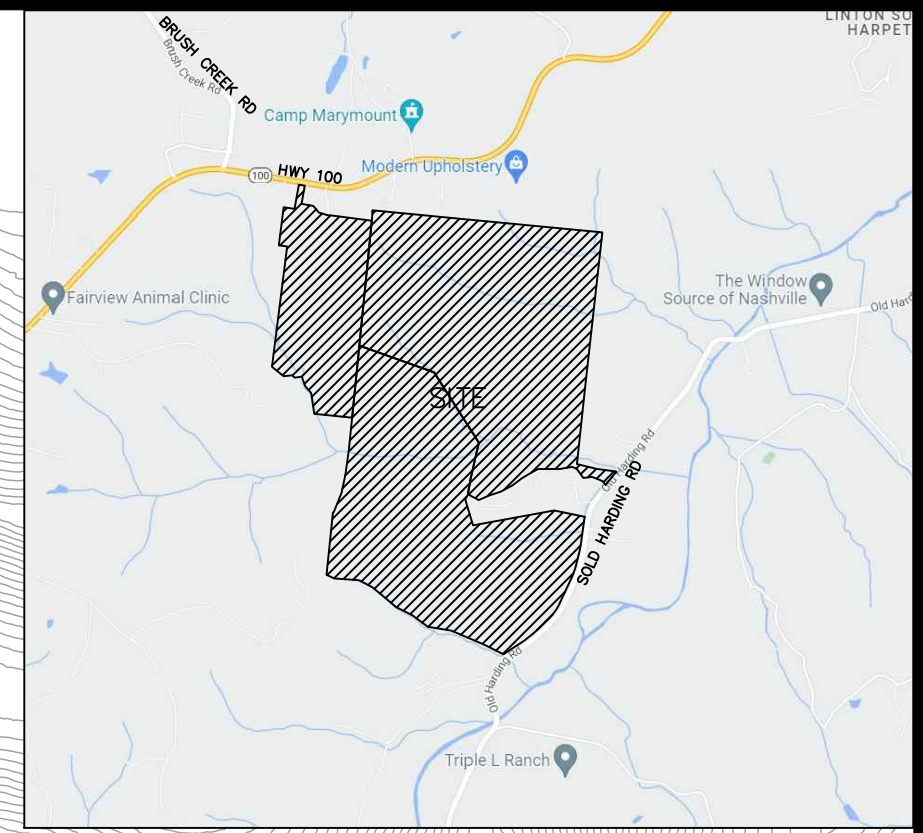 LINTON SO
HARPET
BRUSH CREEK RD
Brush Creek Rd
Camp Marymount
Modern Upholstery
100
HWY 100
The Window
Source of Nashville
Fairview Animal Clinic
Old Hard
SITE
Old Harding Rd
SOLD HARDING RD
Old Harding Rd
Triple L Ranch